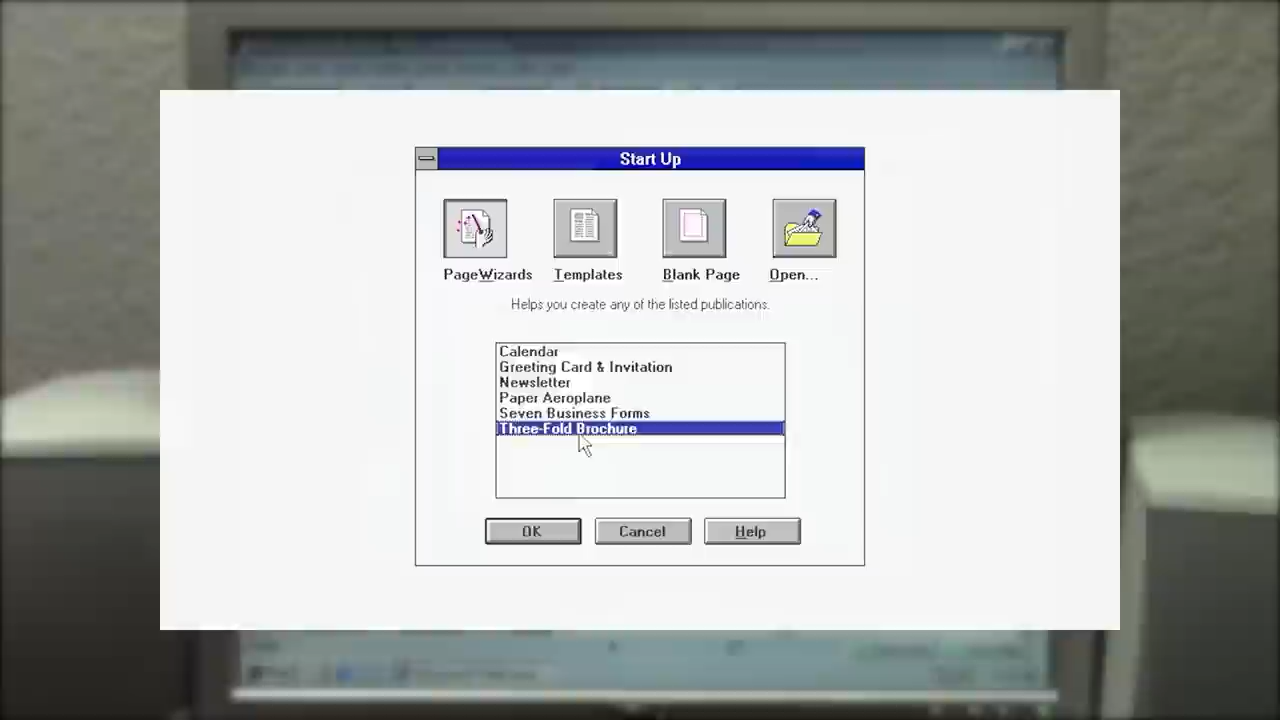 Start Up
PageWizards Templates Blank Page Open...
Helps you create any of the listed publications.
Calendar
Greeting Card & Invitation
Newsletter
Paper Aeroplane
Seven Business Forms
Three-Fold Brochure
OK Cancel Help